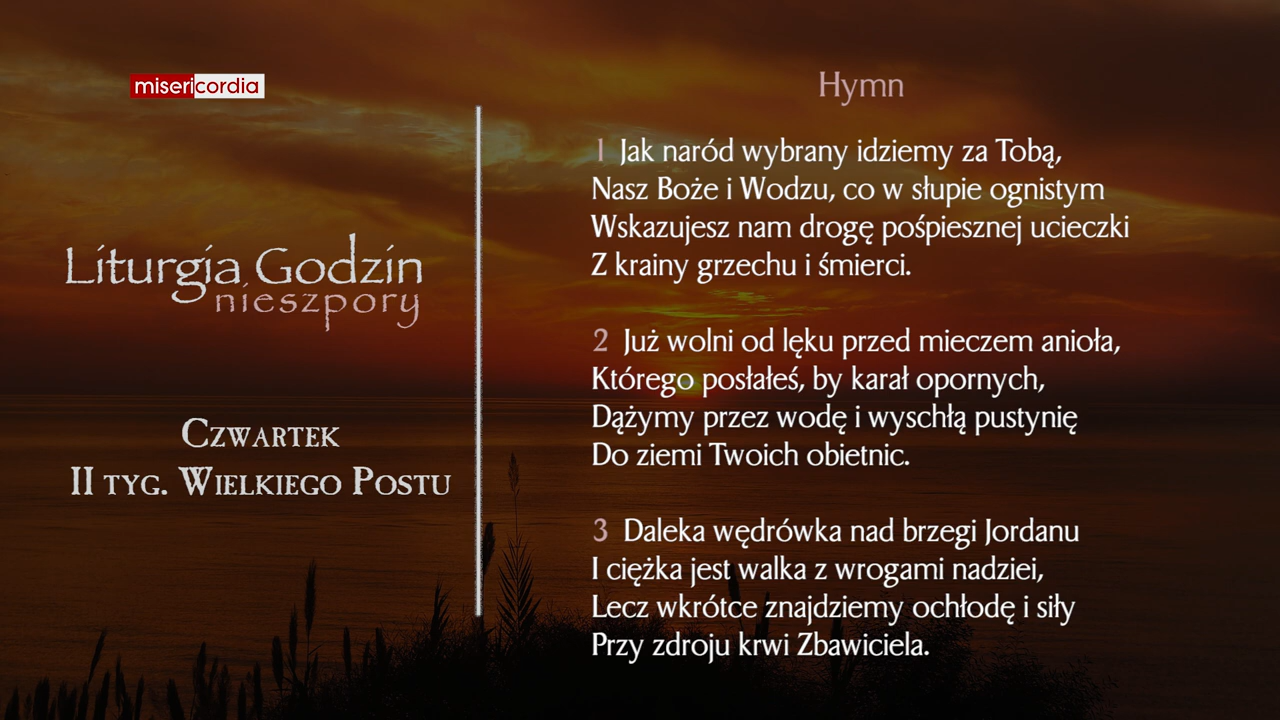 misericordia
Liturgia Godzin
nieszpory
Czwartek
II tyg. Wielkiego Postu
Hymn
1 Jak naród wybrany idziemy za Tobą,
Nasz Boże i Wodzu, co w słupie ognistym
Wskazujesz nam drogę pośpiesznej ucieczki
Z krainy grzechu i śmierci.
2 Już wolni od lęku przed mieczem anioła,
Którego posłałeś, by karał opornych,
Dążymy przez wodę i wyschłą pustynię
Do ziemi Twoich obietnic.
3 Daleka wędrówka nad brzegi Jordanu
I ciężka jest walka z wrogami nadziei,
Lecz wkrótce znajdziemy ochłodę i siły
Przy zdroju krwi Zbawiciela.